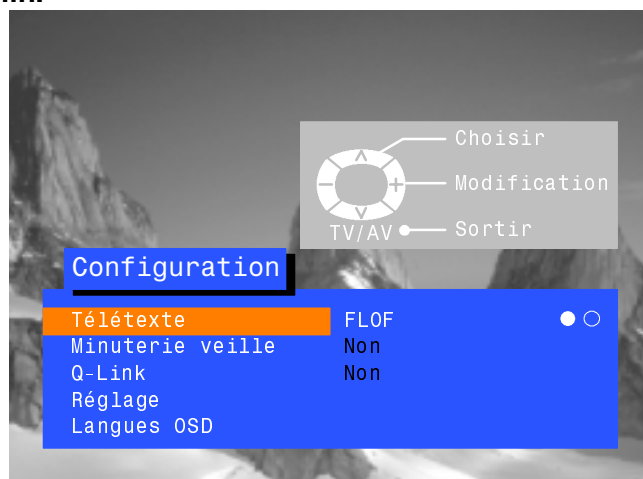 Choisir
Modification
TV/AV Sortir
Configuration
Télétexte FLOF
Minuterie veille Non
Q-Link Non
Réglage
Langues OSD